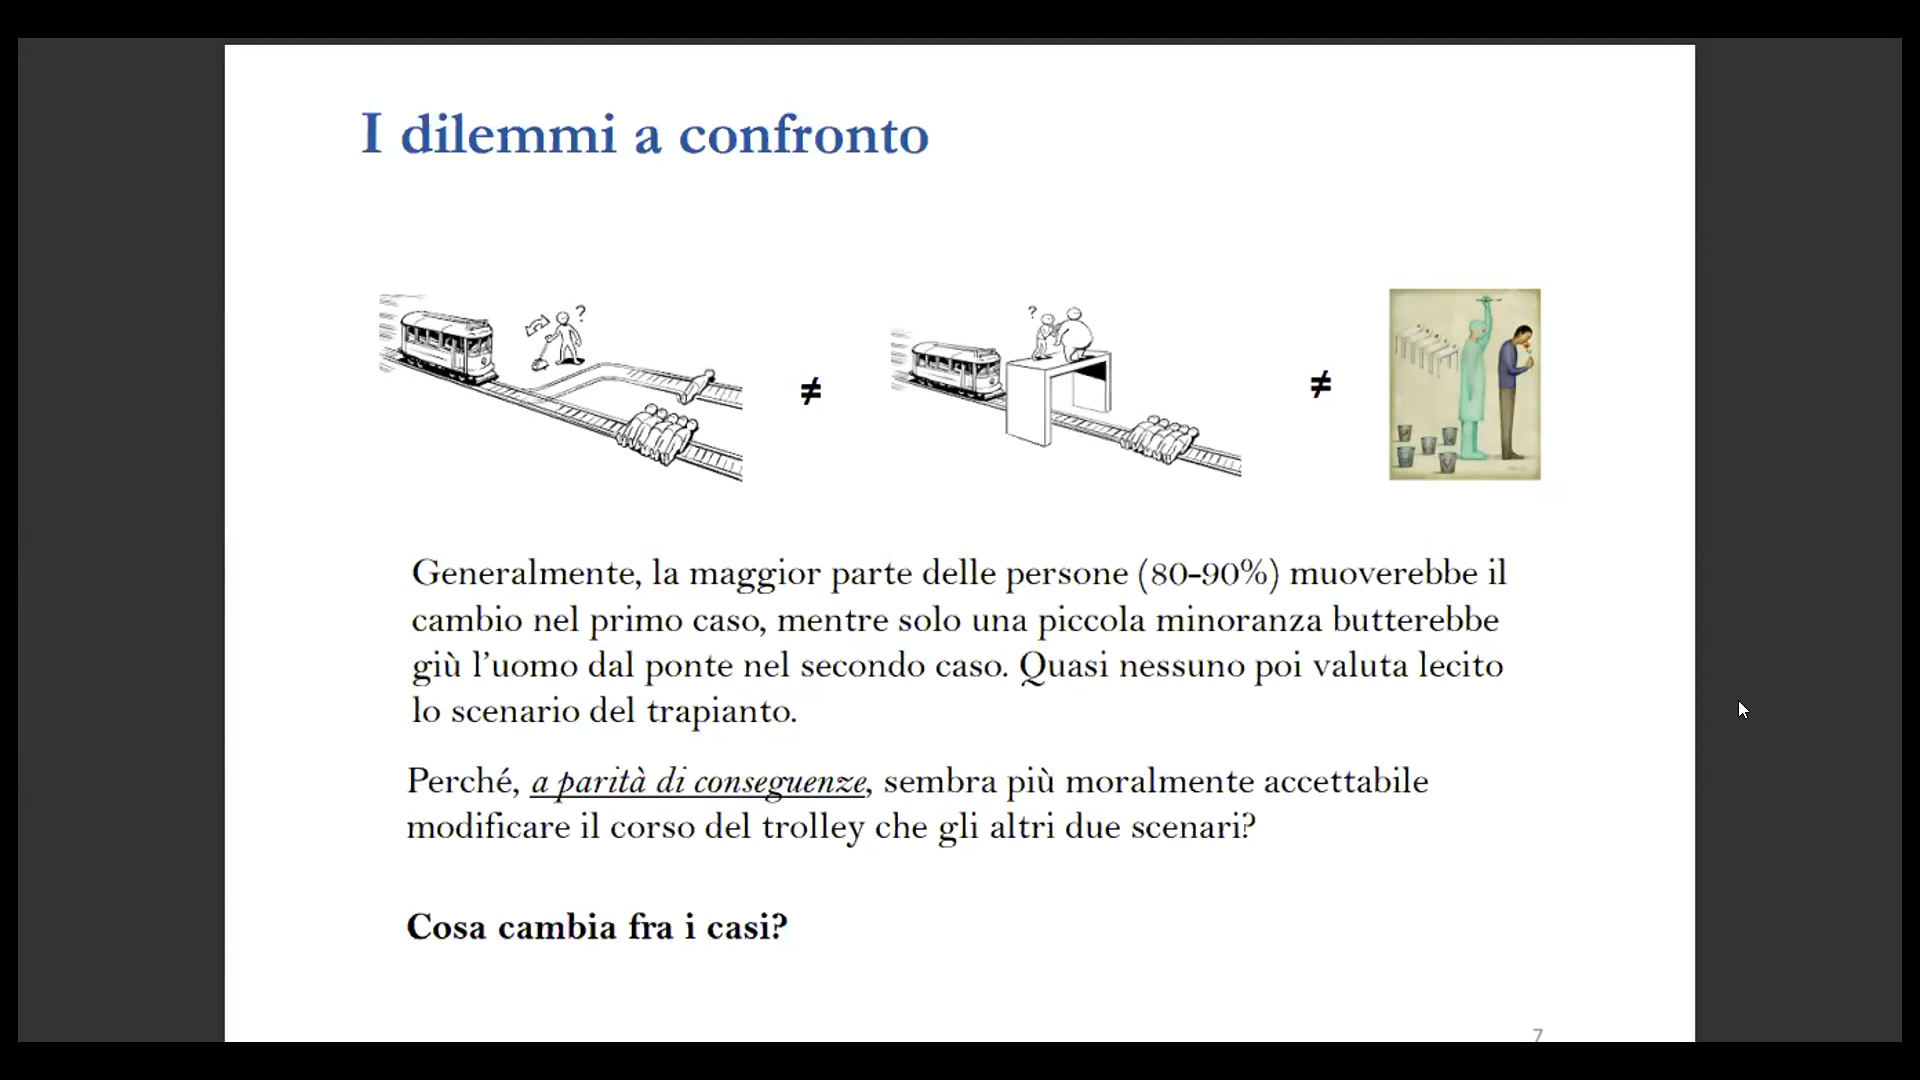 I dilemmi a confronto
?
≠
?
≠
Generalmente, la maggior parte delle persone (80-90%) muoverebbe il
cambio nel primo caso, mentre solo una piccola minoranza butterebbe
giù l’uomo dal ponte nel secondo caso. Quasi nessuno poi valuta lecito
lo scenario del trapianto.
Perché, a parità di conseguenze, sembra più moralmente accettabile
modificare il corso del trolley che gli altri due scenari?
Cosa cambia fra i casi?
7